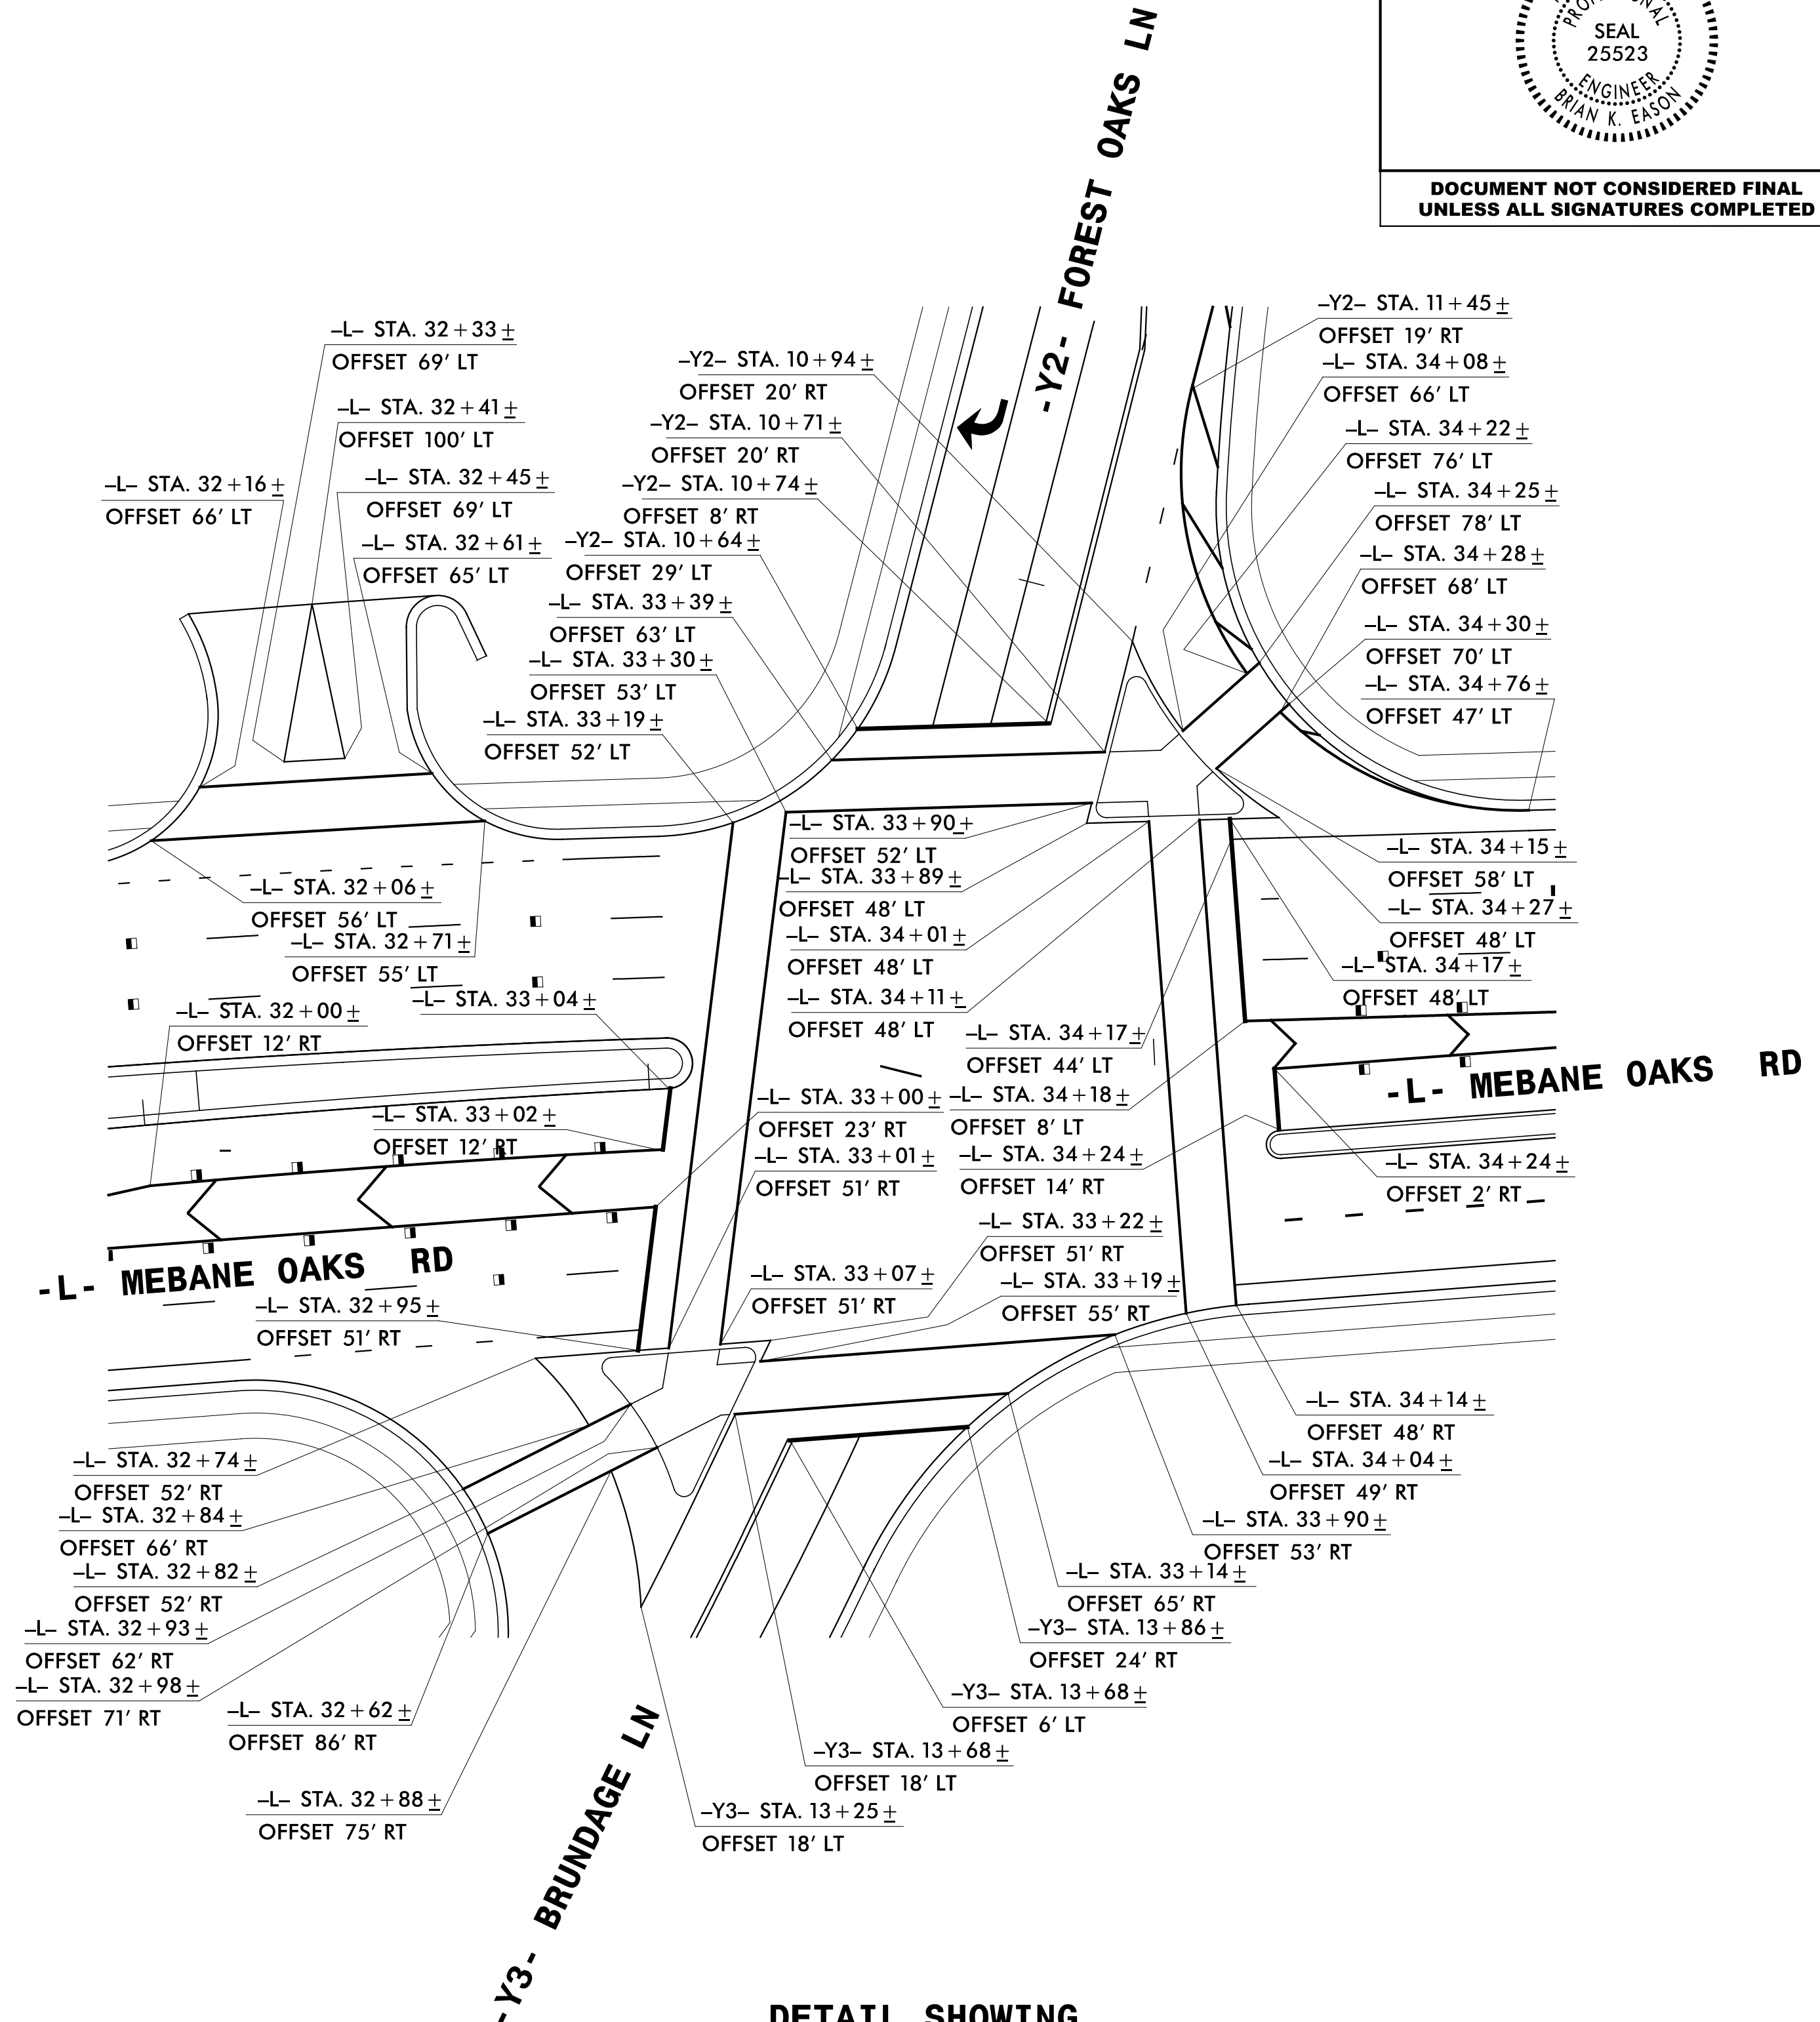 PROFESSIONAL
SEAL
25523
ENGINEER
BRIAN K. EASON
DOCUMENT NOT CONSIDERED FINAL
UNLESS ALL SIGNATURES COMPLETED
-Y2- FOREST OAKS LN
–L– STA. 32+33±
OFFSET 69' LT
–L– STA. 32+41±
OFFSET 100' LT
–L– STA. 32+16±
OFFSET 66' LT
–L– STA. 32+45±
OFFSET 69' LT
–L– STA. 32+61±
OFFSET 65' LT
–Y2– STA. 10+94±
OFFSET 20' RT
–Y2– STA. 10+71±
OFFSET 20' RT
–Y2– STA. 10+74±
OFFSET 8' RT
–Y2– STA. 10+64±
OFFSET 29' LT
–L– STA. 33+39±
OFFSET 63' LT
–L– STA. 33+30±
OFFSET 53' LT
–L– STA. 33+19±
OFFSET 52' LT
–Y2– STA. 11+45±
OFFSET 19' RT
–L– STA. 34+08±
OFFSET 66' LT
–L– STA. 34+22±
OFFSET 76' LT
–L– STA. 34+25±
OFFSET 78' LT
–L– STA. 34+28±
OFFSET 68' LT
–L– STA. 34+30±
OFFSET 70' LT
–L– STA. 34+76±
OFFSET 47' LT
–L– STA. 32+06±
OFFSET 56' LT
–L– STA. 32+71±
OFFSET 55' LT
–L– STA. 32+00±
OFFSET 12' RT
–L– STA. 33+04±
–L– STA. 33+02±
OFFSET 12' RT
–L– STA. 33+90±
OFFSET 52' LT
–L– STA. 33+89±
OFFSET 48' LT
–L– STA. 34+01±
OFFSET 48' LT
–L– STA. 34+11±
OFFSET 48' LT
–L– STA. 34+17±
OFFSET 44' LT
–L– STA. 33+00±
OFFSET 23' RT
–L– STA. 34+18±
OFFSET 8' LT
–L– STA. 33+01±
OFFSET 51' RT
–L– STA. 34+24±
OFFSET 14' RT
–L– STA. 33+22±
OFFSET 51' RT
–L– STA. 33+07±
OFFSET 51' RT
–L– STA. 33+19±
OFFSET 55' RT
–L– STA. 34+15±
OFFSET 58' LT
–L– STA. 34+27±
OFFSET 48' LT
–L– STA. 34+17±
OFFSET 48' LT
-L- MEBANE OAKS RD
–L– STA. 34+24±
OFFSET 2' RT
-L- MEBANE OAKS RD
–L– STA. 32+95±
OFFSET 51' RT
–L– STA. 32+74±
OFFSET 52' RT
–L– STA. 32+84±
OFFSET 66' RT
–L– STA. 32+82±
OFFSET 52' RT
–L– STA. 32+93±
OFFSET 62' RT
–L– STA. 32+98±
OFFSET 71' RT
–L– STA. 32+62±
OFFSET 86' RT
–L– STA. 32+88±
OFFSET 75' RT
–L– STA. 34+14±
OFFSET 48' RT
–L– STA. 34+04±
OFFSET 49' RT
–L– STA. 33+90±
OFFSET 53' RT
–L– STA. 33+14±
OFFSET 65' RT
–Y3– STA. 13+86±
OFFSET 24' RT
–Y3– STA. 13+68±
OFFSET 6' LT
–Y3– STA. 13+68±
OFFSET 18' LT
–Y3– STA. 13+25±
OFFSET 18' LT
-Y3- BRUNDAGE LN
DETAIL SHOWING